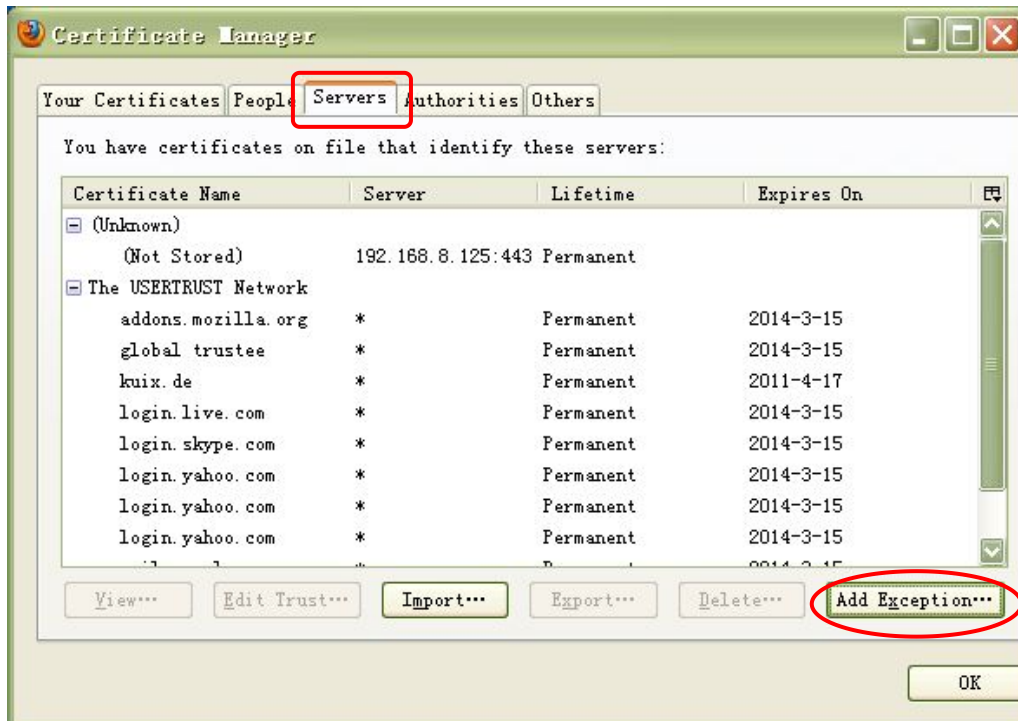 Certificate Manager
Your Certificates People Servers Authorities Others
You have certificates on file that identify these servers:
Certificate Name Server Lifetime Expires On
(Unknown)
(Not Stored) 192.168.8.125:443 Permanent
The USERTRUST Network
addons.mozilla.org * Permanent 2014-3-15
global trustee * Permanent 2014-3-15
kuix.de * Permanent 2011-4-17
login.live.com * Permanent 2014-3-15
login.skype.com * Permanent 2014-3-15
login.yahoo.com * Permanent 2014-3-15
login.yahoo.com * Permanent 2014-3-15
login.yahoo.com * Permanent 2014-3-15
View… Edit Trust… Import… Export… Delete… Add Exception…
OK